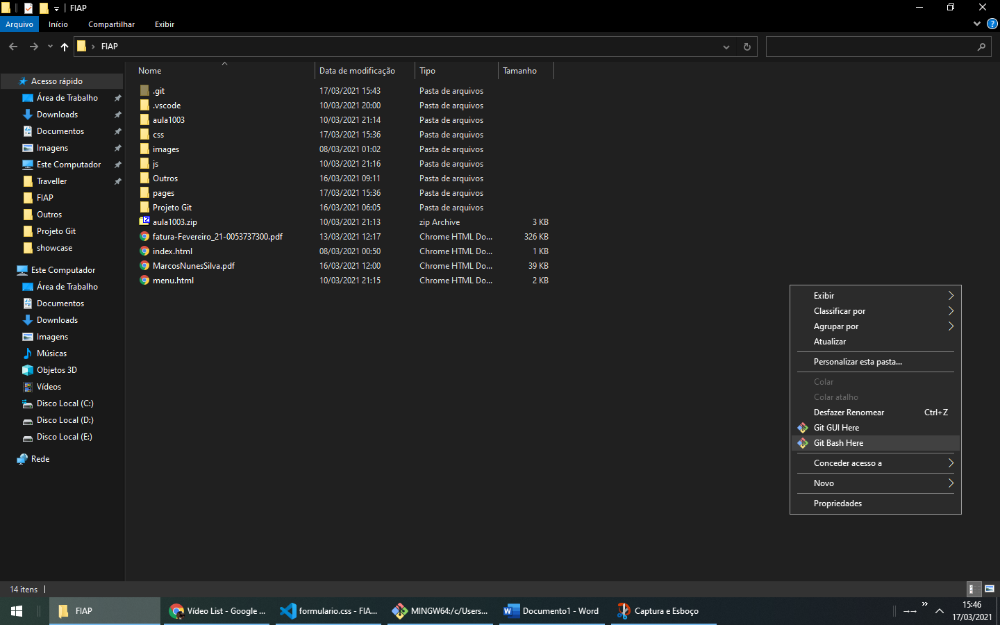 FIAP
Arquivo Início Compartilhar Exibir
FIAP
Nome Data de modificação Tipo Tamanho
Acesso rápido
Área de Trabalho
Downloads
Documentos
Imagens
Este Computador
Traveller
FIAP
Outros
Projeto Git
showcase
Este Computador
Área de Trabalho
Documentos
Downloads
Imagens
Músicas
Objetos 3D
Vídeos
Disco Local (C:)
Disco Local (D:)
Disco Local (E:)
Rede
.git 17/03/2021 15:43 Pasta de arquivos
.vscode 10/03/2021 20:00 Pasta de arquivos
aula1003 10/03/2021 21:14 Pasta de arquivos
css 17/03/2021 15:36 Pasta de arquivos
images 08/03/2021 01:02 Pasta de arquivos
js 10/03/2021 21:16 Pasta de arquivos
Outros 16/03/2021 09:11 Pasta de arquivos
pages 17/03/2021 15:36 Pasta de arquivos
Projeto Git 16/03/2021 06:05 Pasta de arquivos
aula1003.zip 10/03/2021 21:13 zip Archive 3 KB
fatura-Fevereiro_21-0053737300.pdf 13/03/2021 12:17 Chrome HTML Do... 326 KB
index.html 08/03/2021 00:50 Chrome HTML Do... 1 KB
MarcosNunesSilva.pdf 16/03/2021 12:00 Chrome HTML Do... 39 KB
menu.html 10/03/2021 21:15 Chrome HTML Do... 2 KB
Exibir
Classificar por
Agrupar por
Atualizar
Personalizar esta pasta...
Colar
Colar atalho
Desfazer Renomear Ctrl+Z
Git GUI Here
Git Bash Here
Conceder acesso a
Novo
Propriedades
14 itens
FIAP Vídeo List - Google ... formulario.css - FIA... MINGW64:/c/Users... Documento1 - Word Captura e Esboço 15:46
17/03/2021